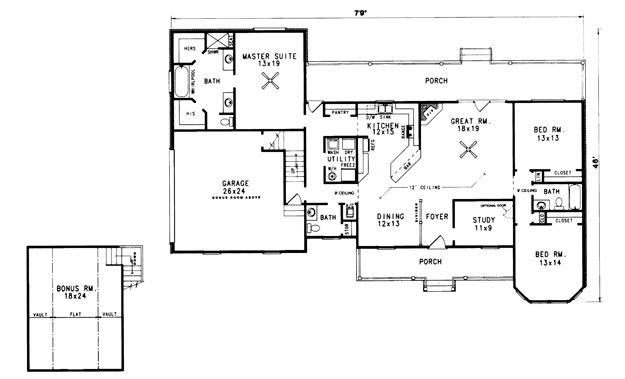 79'
HERS
SHWR
SEAT
MASTER SUITE
13x19
WHIRLPOOL
BATH
HIS
PORCH
PANTRY
D/W SINK
KITCHEN
12x15
RANGE
REFG
BAR
GREAT RM.
18x19
BED RM.
13x13
46'
WASH DRY
UTILITY
FREEZ
W/H
GARAGE
26x24
BONUS ROOM ABOVE
9' CEILING
12' CEILING
9' CEILING
CLOSET
BATH
CLOSET
OPTIONAL DOOR
BATH
STOR
DINING
12x13
FOYER
STUDY
11x9
BED RM.
13x14
PORCH
DOWN
BONUS RM.
18x24
VAULT FLAT VAULT